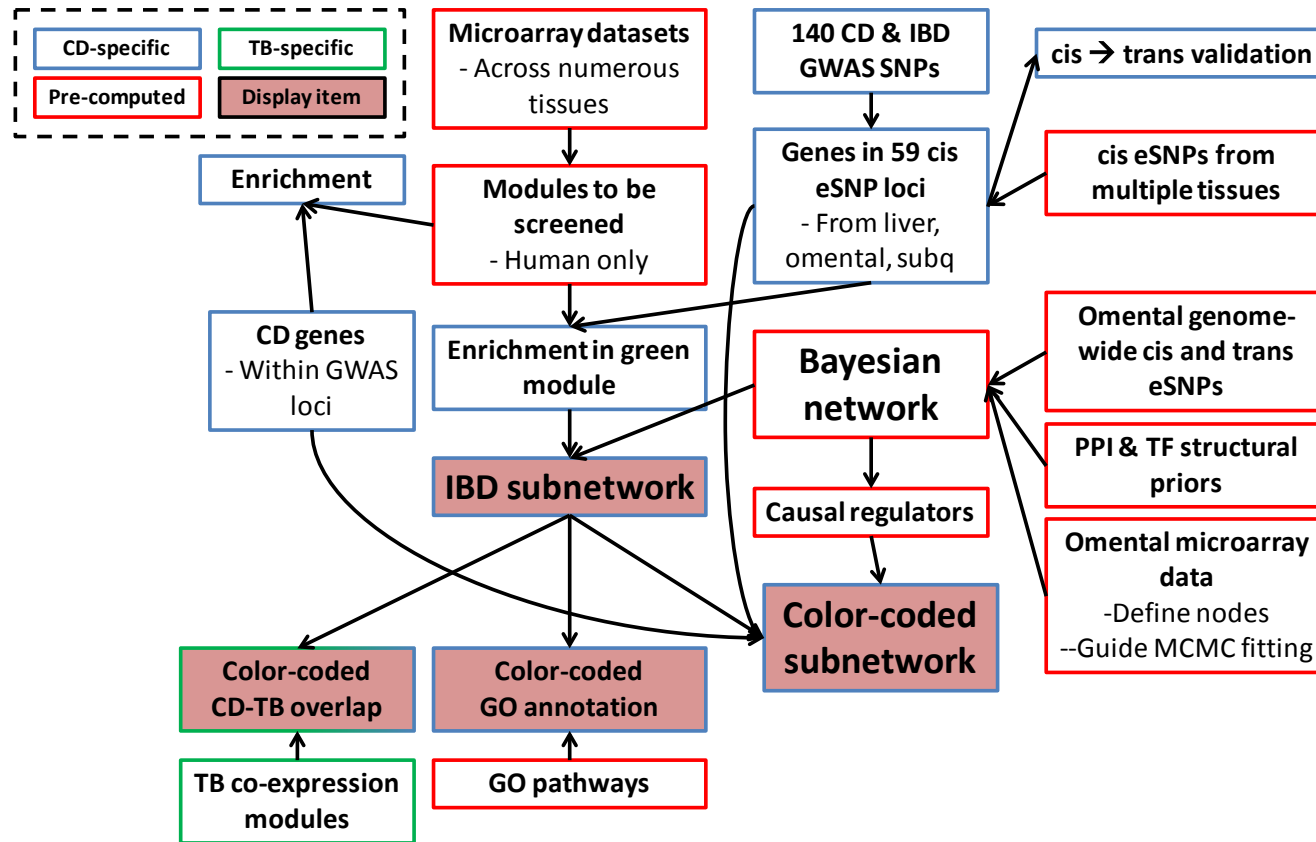 CD-specific
TB-specific
Pre-computed
Display item
Microarray datasets
- Across numerous
tissues
140 CD & IBD
GWAS SNPs
cis → trans validation
Enrichment
Modules to be
screened
- Human only
Genes in 59 cis
eSNP loci
- From liver,
omental, subq
cis eSNPs from
multiple tissues
CD genes
- Within GWAS
loci
Enrichment in green
module
Bayesian
network
Omental genome-
wide cis and trans
eSNPs
IBD subnetwork
Causal regulators
PPI & TF structural
priors
Omental microarray
data
-Define nodes
--Guide MCMC fitting
Color-coded
subnetwork
Color-coded
CD-TB overlap
Color-coded
GO annotation
TB co-expression
modules
GO pathways